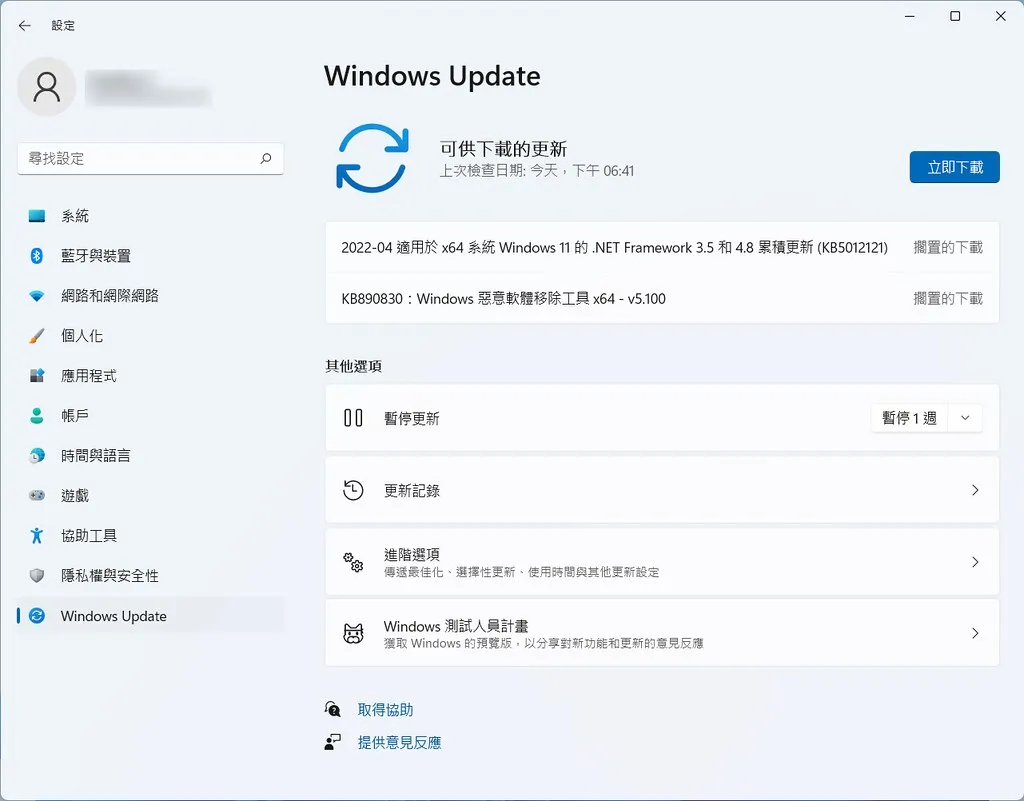 設定
尋找設定
系統
藍牙與裝置
網路和網際網路
個人化
應用程式
帳戶
時間與語言
遊戲
協助工具
隱私權與安全性
Windows Update
Windows Update
可供下載的更新
上次檢查日期: 今天，下午 06:41
立即下載
2022-04 適用於 x64 系統 Windows 11 的 .NET Framework 3.5 和 4.8 累積更新 (KB5012121) 擱置的下載
KB890830：Windows 惡意軟體移除工具 x64 - v5.100 擱置的下載
其他選項
暫停更新 暫停 1 週
更新記錄
進階選項
傳遞最佳化、選擇性更新、使用時間與其他更新設定
Windows 測試人員計畫
獲取 Windows 的預覽版，以分享對新功能和更新的意見反應
取得協助
提供意見反應